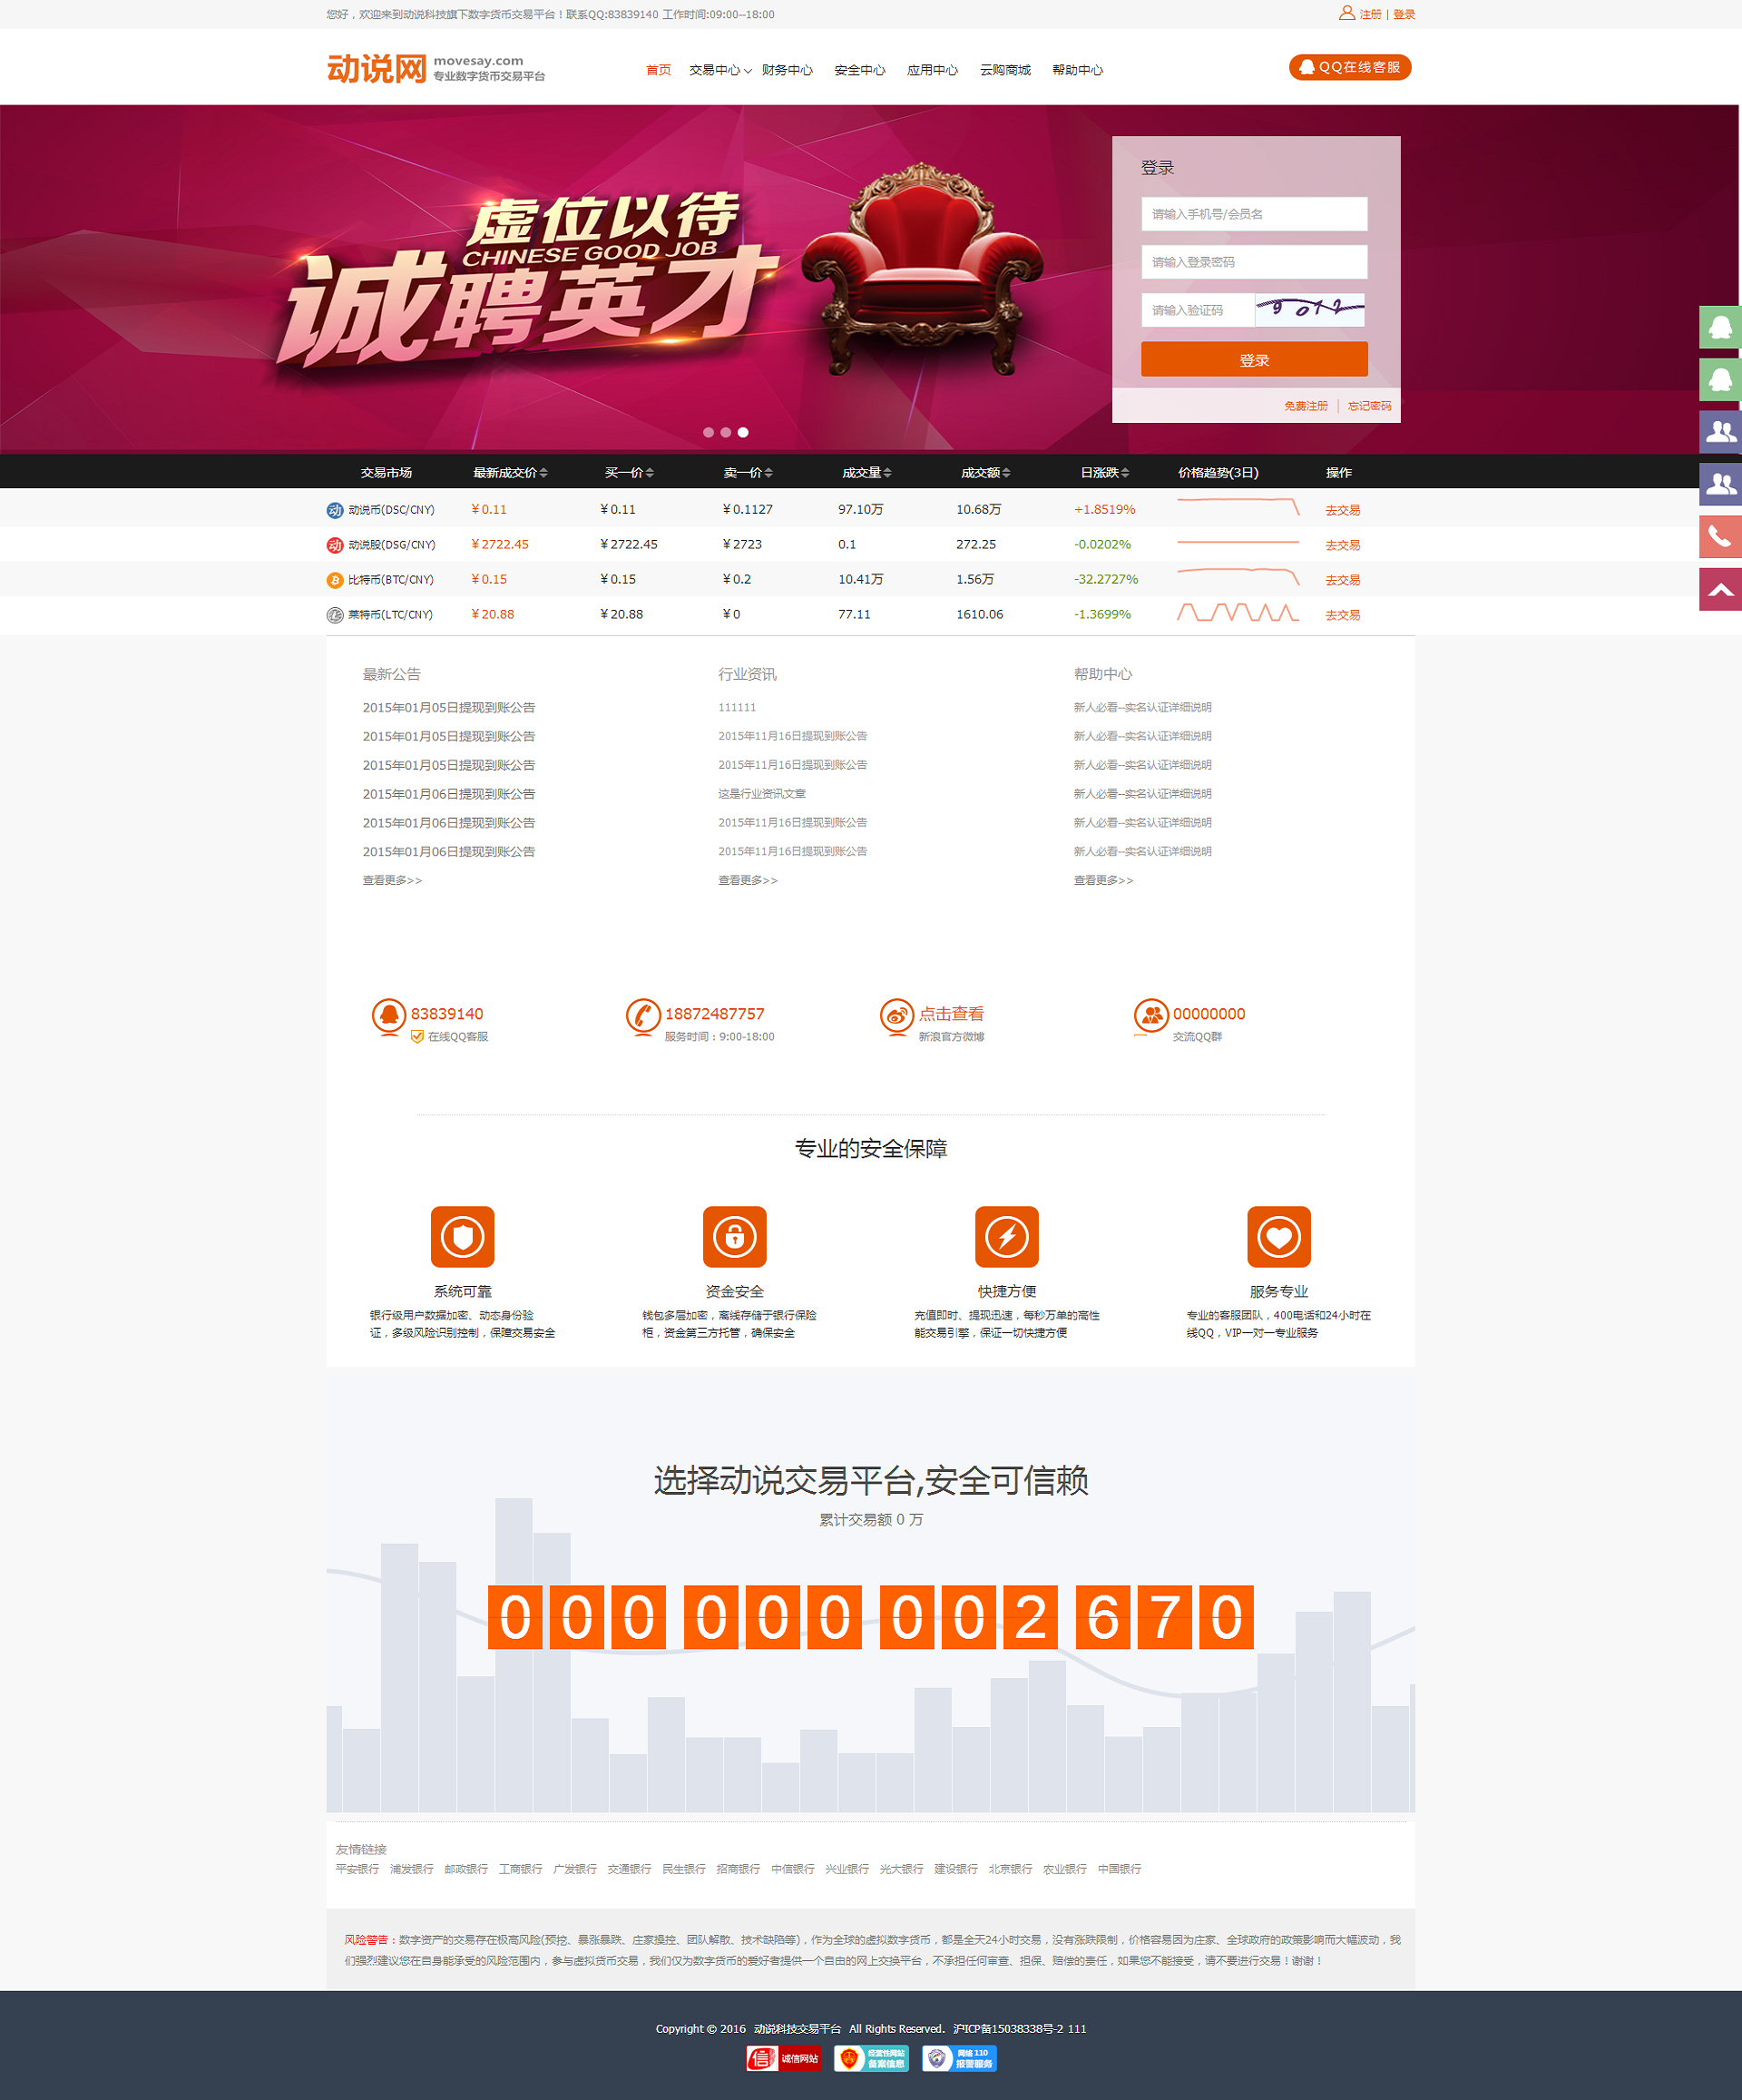 您好，欢迎来到动说科技旗下数字货币交易平台！联系QQ:83839140 工作时间:09:00--18:00
注册 | 登录
动说网 movesay.com
专业数字货币交易平台
首页 交易中心 财务中心 安全中心 应用中心 云购商城 帮助中心
QQ在线客服
虚位以待
CHINESE GOOD JOB
诚聘英才
登录
请输入手机号/会员名
请输入登录密码
请输入验证码 9072
登录
免费注册 | 忘记密码
交易市场 最新成交价 买一价 卖一价 成交量 成交额 日涨跌 价格趋势(3日) 操作
动 动说币(DSC/CNY) ￥0.11 ￥0.11 ￥0.1127 97.10万 10.68万 +1.8519% 去交易
动 动说股(DSG/CNY) ￥2722.45 ￥2722.45 ￥2723 0.1 272.25 -0.0202% 去交易
比特币(BTC/CNY) ￥0.15 ￥0.15 ￥0.2 10.41万 1.56万 -32.2727% 去交易
莱特币(LTC/CNY) ￥20.88 ￥20.88 ￥0 77.11 1610.06 -1.3699% 去交易
最新公告
2015年01月05日提现到账公告
2015年01月05日提现到账公告
2015年01月05日提现到账公告
2015年01月06日提现到账公告
2015年01月06日提现到账公告
2015年01月06日提现到账公告
查看更多>>
行业资讯
111111
2015年11月16日提现到账公告
2015年11月16日提现到账公告
这是行业资讯文章
2015年11月16日提现到账公告
2015年11月16日提现到账公告
查看更多>>
帮助中心
新人必看--实名认证详细说明
新人必看--实名认证详细说明
新人必看--实名认证详细说明
新人必看--实名认证详细说明
新人必看--实名认证详细说明
新人必看--实名认证详细说明
查看更多>>
83839140
在线QQ客服
18872487757
服务时间：9:00-18:00
点击查看
新浪官方微博
00000000
交流QQ群
专业的安全保障
系统可靠
银行级用户数据加密、动态身份验
证，多级风险识别控制，保障交易安全
资金安全
钱包多层加密，离线存储于银行保险
柜，资金第三方托管，确保安全
快捷方便
充值即时、提现迅速，每秒万单的高性
能交易引擎，保证一切快捷方便
服务专业
专业的客服团队，400电话和24小时在
线QQ，VIP一对一专业服务
选择动说交易平台,安全可信赖
累计交易额 0 万
000 000 002 670
友情链接
平安银行 浦发银行 邮政银行 工商银行 广发银行 交通银行 民生银行 招商银行 中信银行 兴业银行 光大银行 建设银行 北京银行 农业银行 中国银行
风险警告：数字资产的交易存在极高风险(预挖、暴涨暴跌、庄家操控、团队解散、技术缺陷等)，作为全球的虚拟数字货币，都是全天24小时交易，没有涨跌限制，价格容易因为庄家、全球政府的政策影响而大幅波动，我
们强烈建议您在自身能承受的风险范围内，参与虚拟货币交易，我们仅为数字货币的爱好者提供一个自由的网上交换平台，不承担任何审查、担保、赔偿的责任，如果您不能接受，请不要进行交易！谢谢！
Copyright © 2016 动说科技交易平台 All Rights Reserved. 沪ICP备15038338号-2 111
信 诚信网站
经营性网站
备案信息
网络 110
报警服务